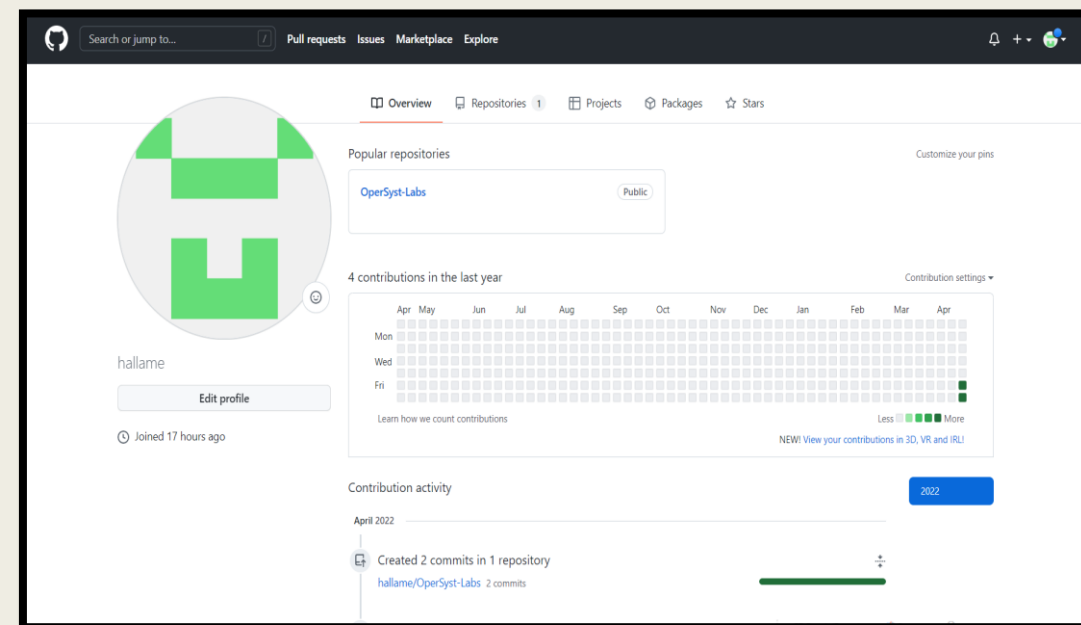 Search or jump to... / Pull requests Issues Marketplace Explore
Overview Repositories 1 Projects Packages Stars
Popular repositories Customize your pins
OperSyst-Labs Public
4 contributions in the last year Contribution settings
Apr May Jun Jul Aug Sep Oct Nov Dec Jan Feb Mar Apr
Mon
Wed
Fri
Learn how we count contributions Less More
NEW! View your contributions in 3D, VR and IRL!
hallame
Edit profile
Joined 17 hours ago
Contribution activity 2022
April 2022
Created 2 commits in 1 repository
hallame/OperSyst-Labs 2 commits